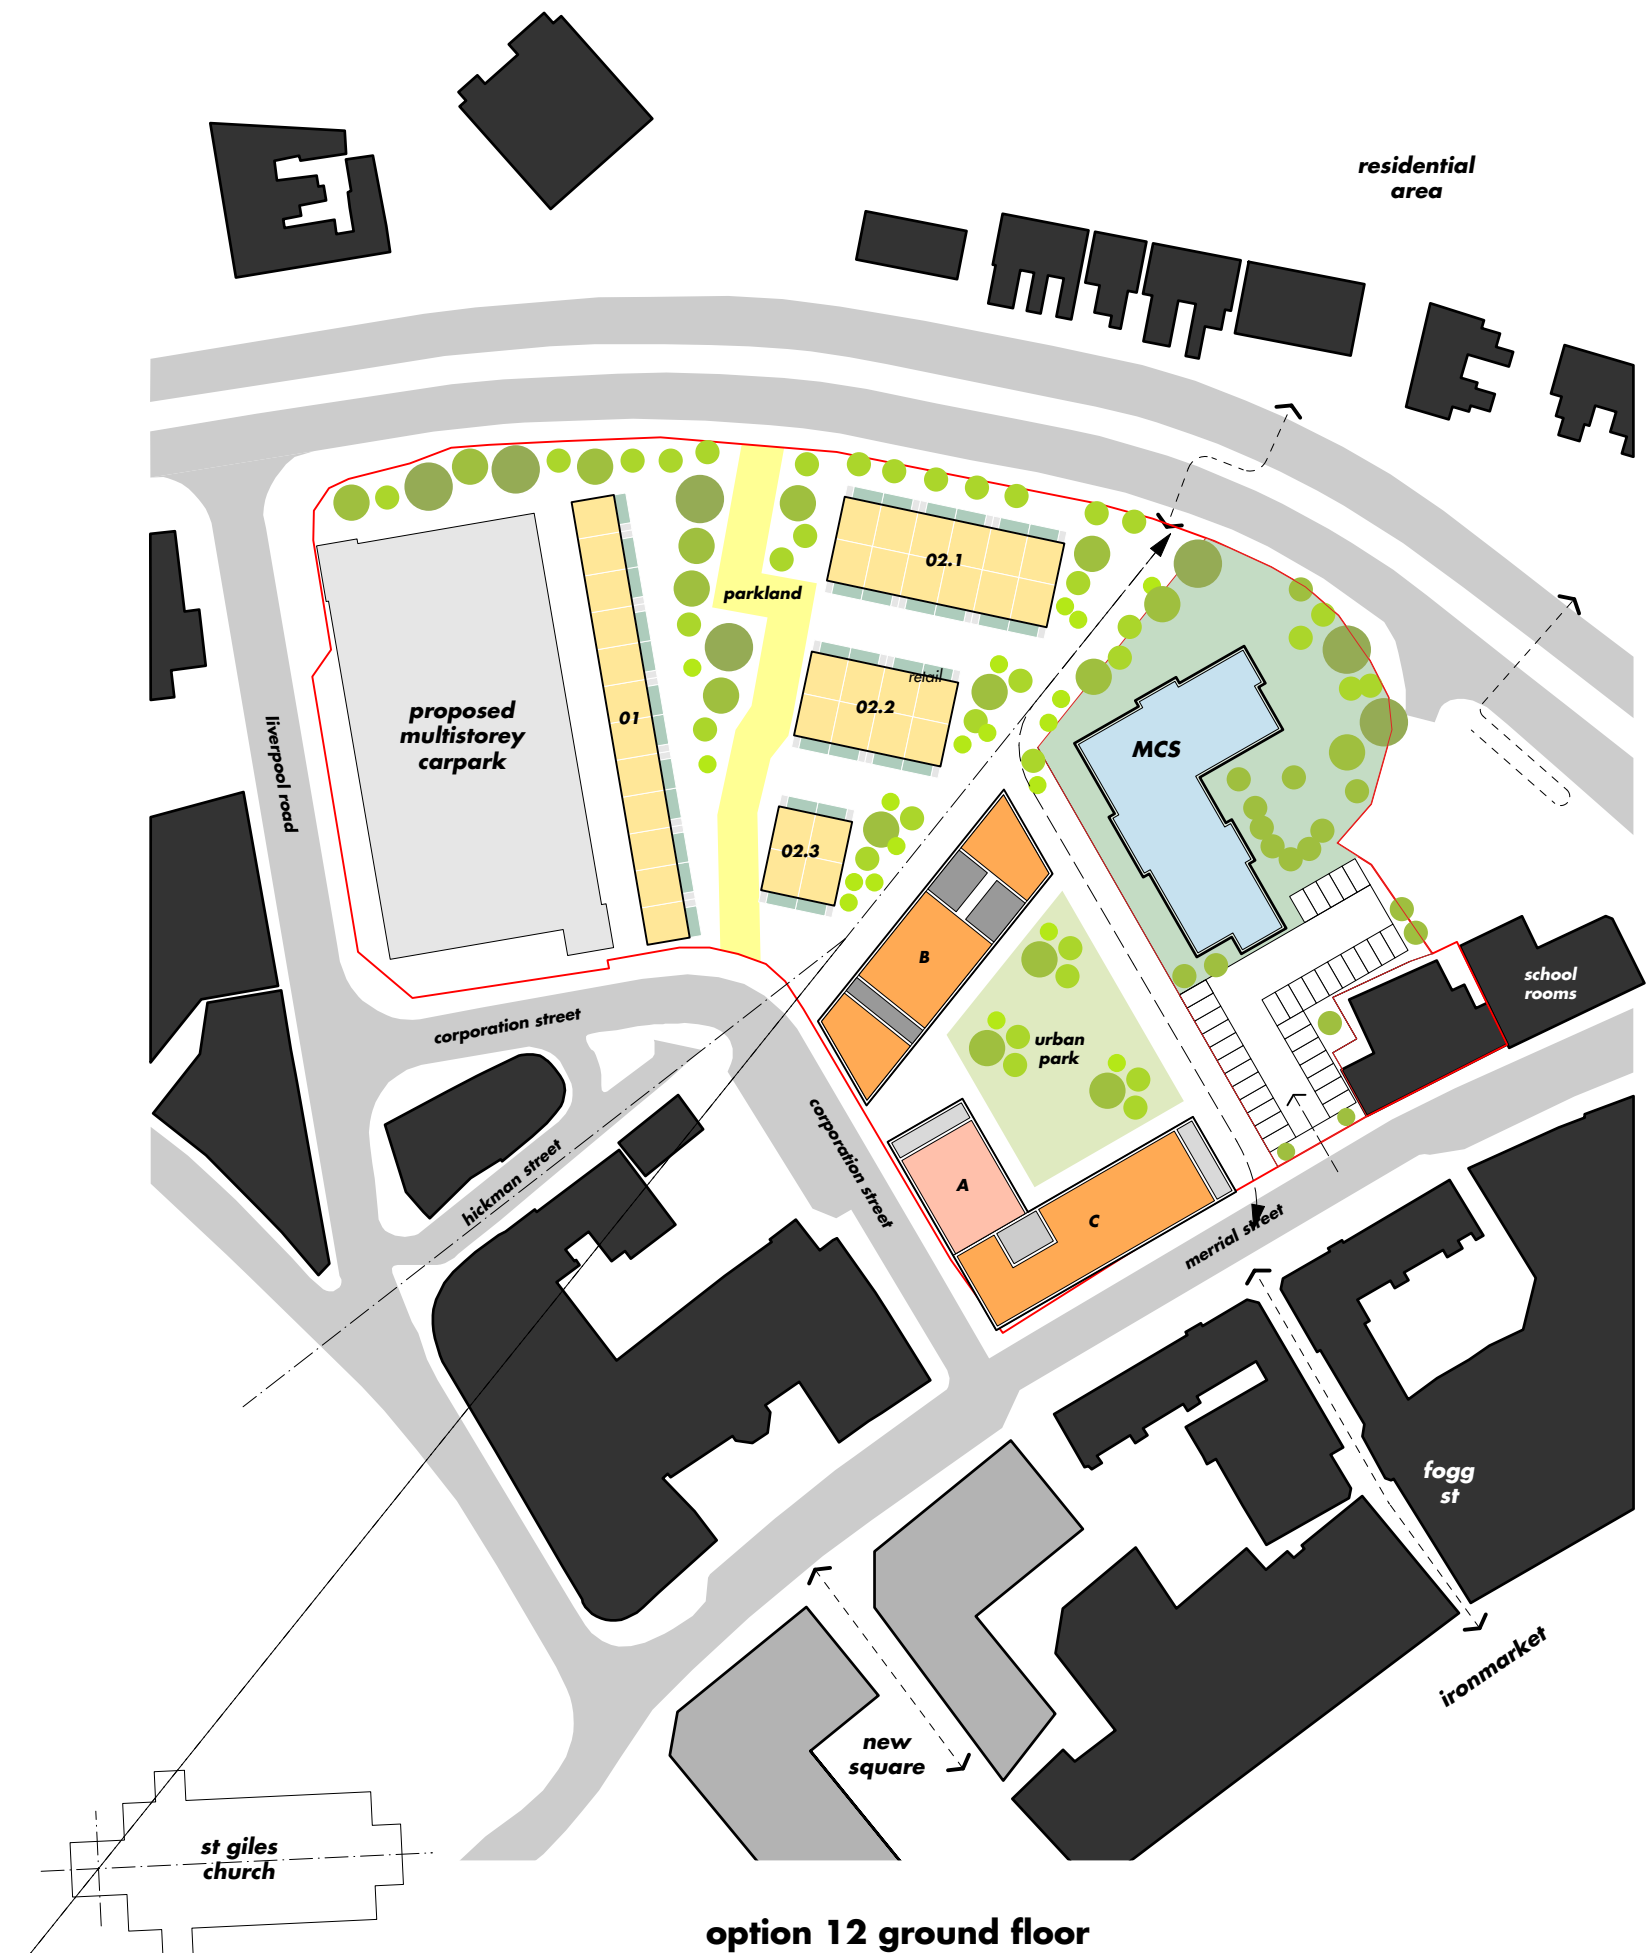 residential
area
02.1
parkland
retail
02.2
01
proposed
multistorey
carpark
MCS
liverpool road
02.3
B
school
rooms
corporation street
urban
park
hickman street
corporation street
A
C
merrial street
fogg
st
ironmarket
new
square
st giles
church
option 12 ground floor